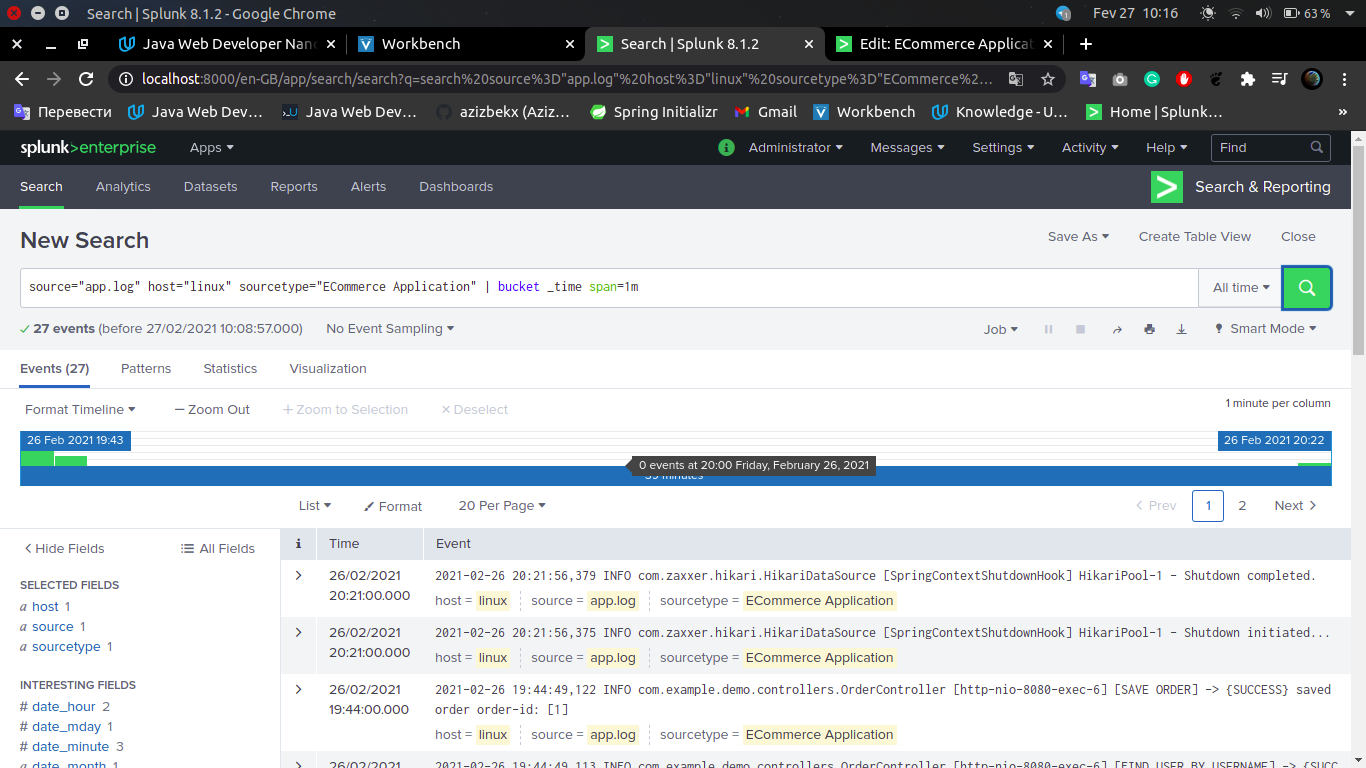 Search | Splunk 8.1.2 - Google Chrome
Fev 27 10:16
63 %
Java Web Developer Nano
Workbench
Search | Splunk 8.1.2
Edit: ECommerce Applicat
localhost:8000/en-GB/app/search/search?q=search%20source%3D"app.log"%20host%3D"linux"%20sourcetype%3D"ECommerce%2...
Перевести
Java Web Dev...
Java Web Dev...
azizbekx (Aziz...
Spring Initializr
Gmail
Workbench
Knowledge - U...
Home | Splunk...
»
splunk>enterprise
Apps
Administrator
Messages
Settings
Activity
Help
Find
Search
Analytics
Datasets
Reports
Alerts
Dashboards
Search & Reporting
New Search
Save As
Create Table View
Close
source="app.log" host="linux" sourcetype="ECommerce Application" | bucket _time span=1m
All time
27 events (before 27/02/2021 10:08:57.000)
No Event Sampling
Job
Smart Mode
Events (27)
Patterns
Statistics
Visualization
Format Timeline
— Zoom Out
+ Zoom to Selection
× Deselect
1 minute per column
26 Feb 2021 19:43
26 Feb 2021 20:22
0 events at 20:00 Friday, February 26, 2021
List
Format
20 Per Page
< Prev
1
2
Next >
< Hide Fields
All Fields
i
Time
Event
SELECTED FIELDS
a host 1
a source 1
a sourcetype 1
INTERESTING FIELDS
# date_hour 2
# date_mday 1
# date_minute 3
a date_month 1
26/02/2021
20:21:00.000
2021-02-26 20:21:56,379 INFO com.zaxxer.hikari.HikariDataSource [SpringContextShutdownHook] HikariPool-1 - Shutdown completed.
host = linux
source = app.log
sourcetype = ECommerce Application
26/02/2021
20:21:00.000
2021-02-26 20:21:56,375 INFO com.zaxxer.hikari.HikariDataSource [SpringContextShutdownHook] HikariPool-1 - Shutdown initiated...
host = linux
source = app.log
sourcetype = ECommerce Application
26/02/2021
19:44:00.000
2021-02-26 19:44:49,122 INFO com.example.demo.controllers.OrderController [http-nio-8080-exec-6] [SAVE ORDER] -> {SUCCESS} saved
order order-id: [1]
host = linux
source = app.log
sourcetype = ECommerce Application
26/02/2021
2021-02-26 19:44:49,113 INFO com.example.demo.controllers.OrderController [http-nio-8080-exec-6] [FIND USER BY USERNAME] -> {SUCC